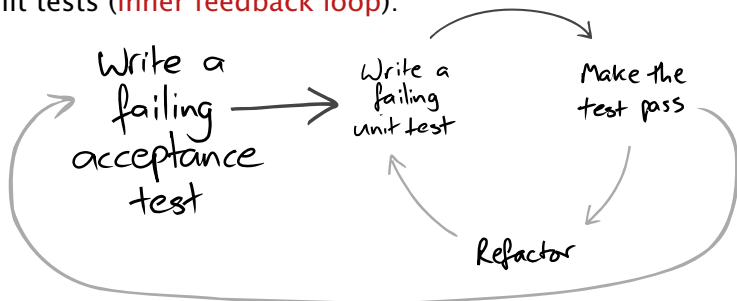 it tests (inner feedback loop).
Write a
failing
acceptance
test
Write a
failing
unit test
Make the
test pass
Refactor